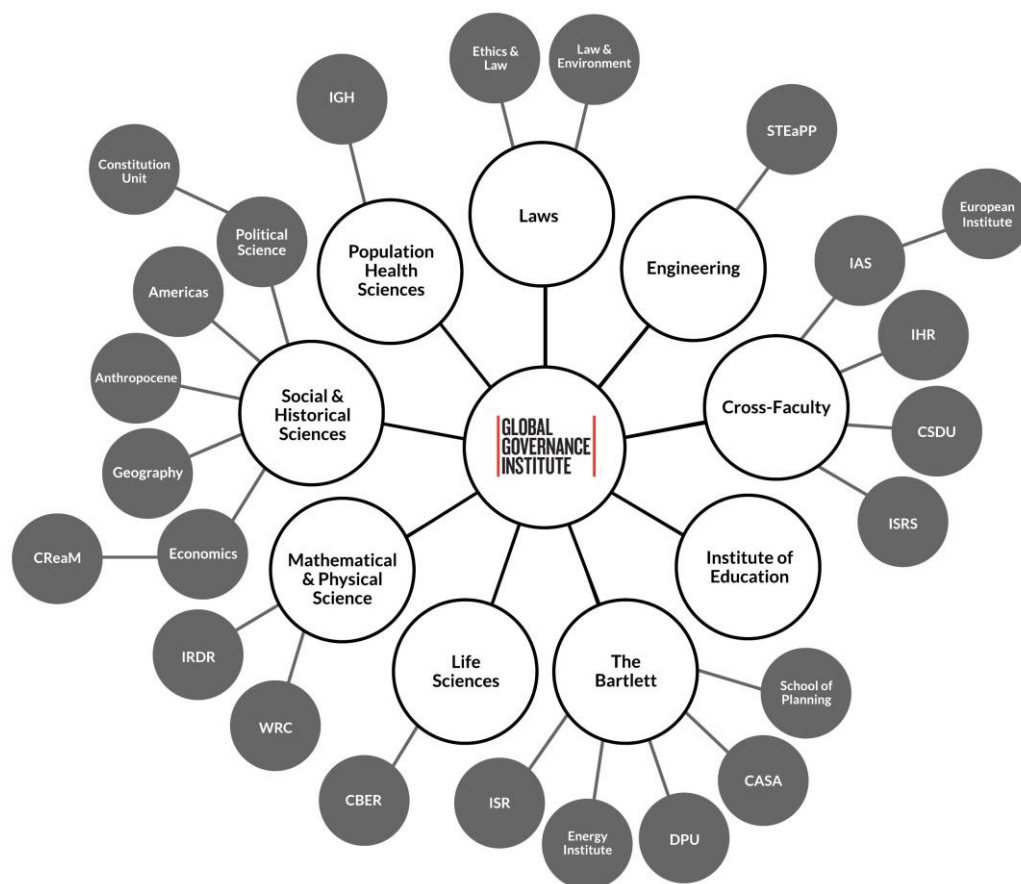 Ethics &
Law
Law &
Environment
IGH
STEaPP
Constitution
Unit
Political
Science
Population
Health
Sciences
Laws
Engineering
European
Institute
IAS
Americas
IHR
Anthropocene
Social &
Historical
Sciences
GLOBAL
GOVERNANCE
INSTITUTE
Cross-Faculty
CSDU
Geography
ISRS
CReaM
Economics
Mathematical
& Physical
Science
Institute of
Education
IRDR
Life
Sciences
The
Bartlett
School of
Planning
WRC
CASA
CBER
ISR
Energy
Institute
DPU